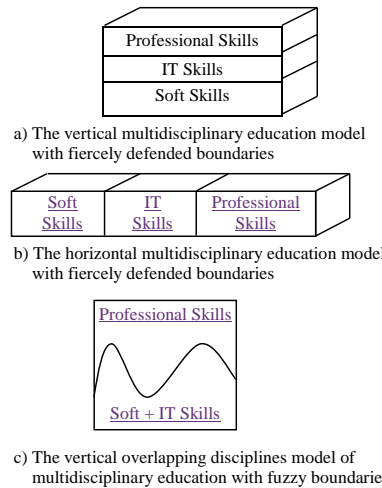 Professional Skills
IT Skills
Soft Skills
a) The vertical multidisciplinary education model
with fiercely defended boundaries
Soft Skills
IT Skills
Professional Skills
b) The horizontal multidisciplinary education model
with fiercely defended boundaries
Professional Skills
Soft + IT Skills
c) The vertical overlapping disciplines model of
multidisciplinary education with fuzzy boundarie